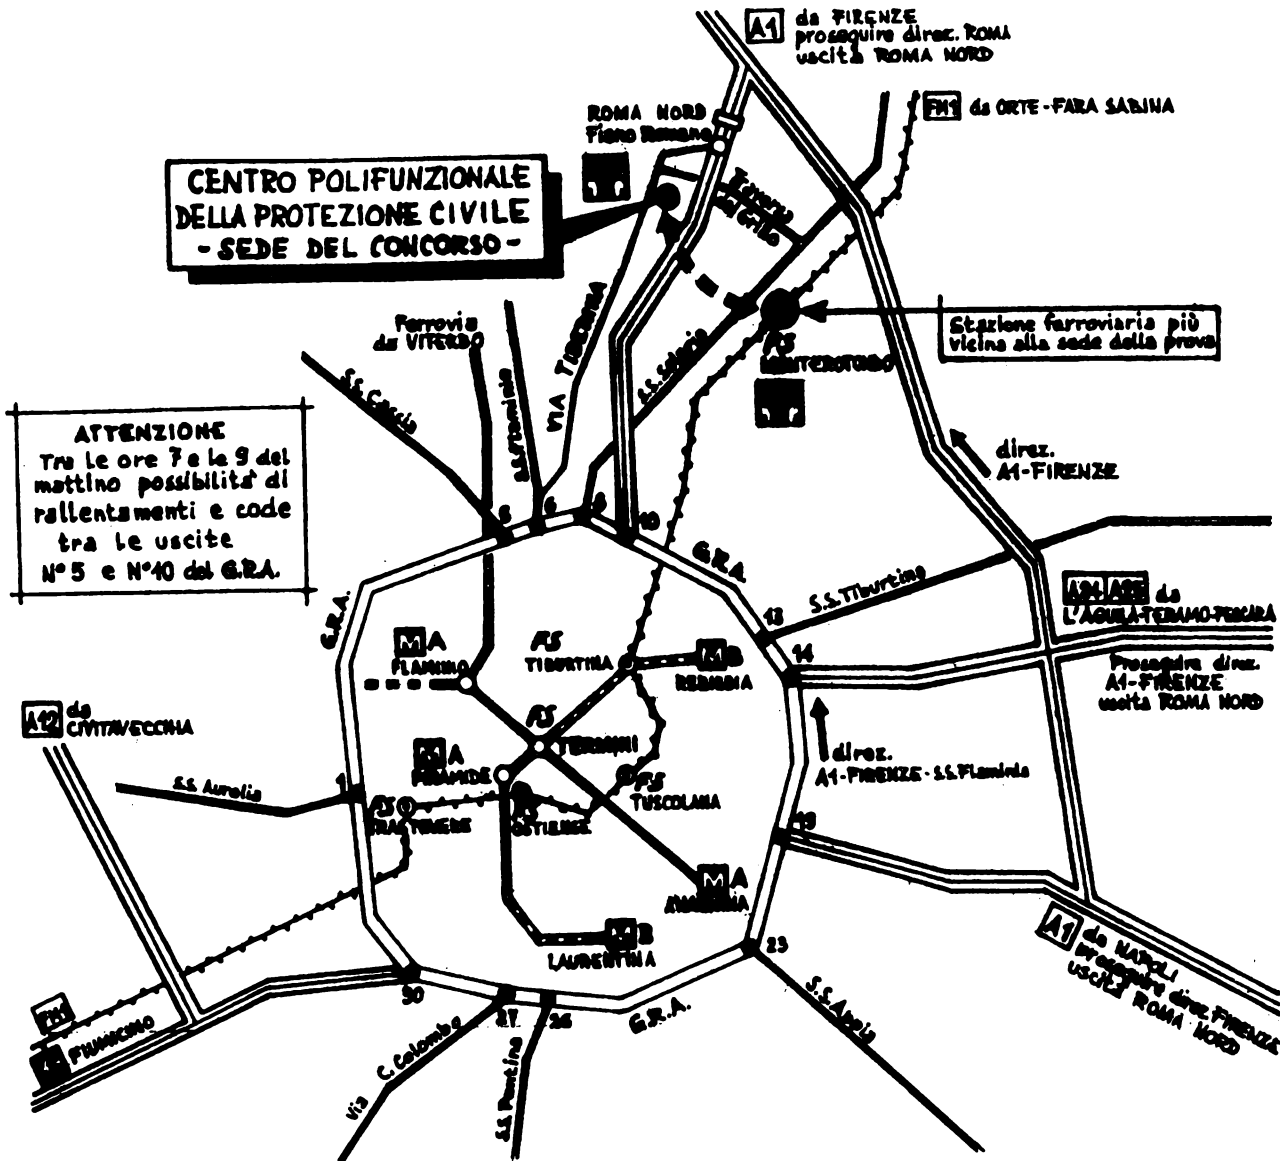 A1
da FIRENZE
proseguire direz. ROMA
uscita ROMA NORD
FM1 da ORTE-FARA SABINA
ROMA NORD
Fiano Romano
Traversa
del Grillo
CENTRO POLIFUNZIONALE
DELLA PROTEZIONE CIVILE
- SEDE DEL CONCORSO -
Ferrovia
da VITERBO
S.S. Cassia
S.S. Flaminia
VIA TIBERINA
S.S. Salaria
Stazione ferroviaria più
vicina alla sede della prova
FS
MONTEROTONDO
ATTENZIONE
Tra le ore 7 e le 9 del
mattino possibilità di
rallentamenti e code
tra le uscite
N° 5 e N° 10 del G.R.A.
direz.
A1-FIRENZE
5
6
8
10
G.R.A.
G.R.A.
13
S.S. Tiburtina
14
A24 A25 da
L'AQUILA-TERAMO-PESCARA
Proseguire direz.
A1-FIRENZE
uscita ROMA NORD
M A
FLAMINIO
FS
TIBURTINA
M B
REBIBBIA
A12 da
CIVITAVECCHIA
FS
TERMINI
M A
PIRAMIDE
direz.
A1-FIRENZE-S.S. Flaminia
S.S. Aurelia
1
FS
TRASTEVERE
FS
OSTIENSE
FS
TUSCOLANA
19
M A
ANAGNINA
M B
LAURENTINA
23
A1
da NAPOLI
proseguire direz. FIRENZE
uscita ROMA NORD
S.S. Appia
30
27
26
G.R.A.
FM1
FIUMICINO
Via C. Colombo
S.S. Pontina